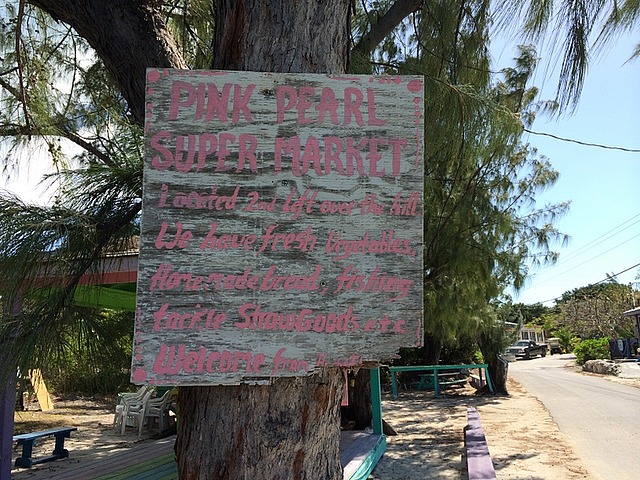 PINK PEARL
SUPER MARKET
Located 2nd left over the hill
We have fresh Vegetables,
Homemade bread, fishing
tackle Straw Goods etc
Welcome from